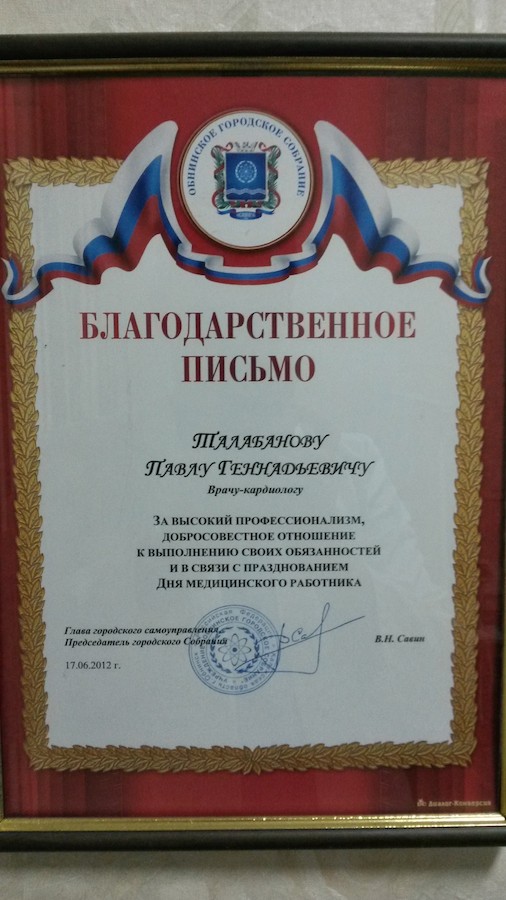 ОБНИНСКОЕ ГОРОДСКОЕ СОБРАНИЕ
БЛАГОДАРСТВЕННОЕ
ПИСЬМО
ТАЛАБАНОВУ
ПАВЛУ ГЕННАДЬЕВИЧУ
Врачу-кардиологу
ЗА ВЫСОКИЙ ПРОФЕССИОНАЛИЗМ,
ДОБРОСОВЕСТНОЕ ОТНОШЕНИЕ
К ВЫПОЛНЕНИЮ СВОИХ ОБЯЗАННОСТЕЙ
И В СВЯЗИ С ПРАЗДНОВАНИЕМ
ДНЯ МЕДИЦИНСКОГО РАБОТНИКА
Глава городского самоуправления,
Председатель городского Собрания
В.Н. Савин
17.06.2012 г.